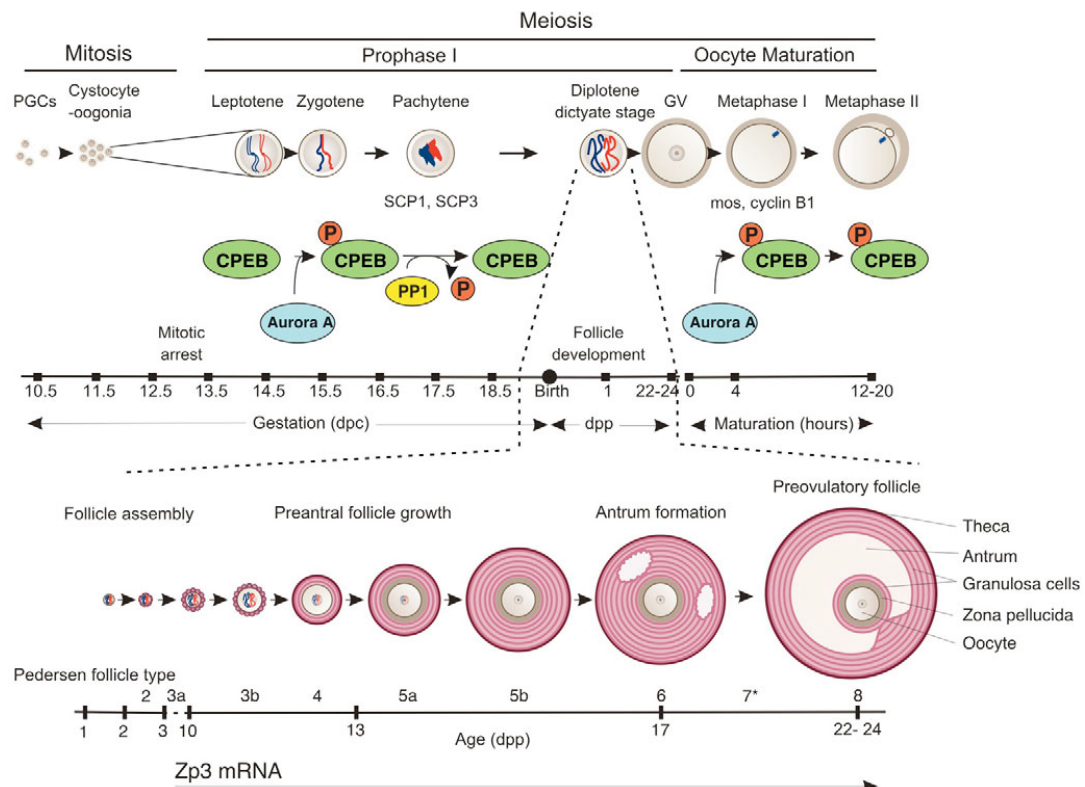 Meiosis
Mitosis
Prophase I
Oocyte Maturation
PGCs
Cystocyte
-oogonia
Leptotene
Zygotene
Pachytene
Diplotene
dictyate stage
GV
Metaphase I
Metaphase II
SCP1, SCP3
mos, cyclin B1
CPEB
P
CPEB
CPEB
PP1
P
Aurora A
P
CPEB
P
CPEB
Aurora A
Mitotic
arrest
Follicle
development
10.5 11.5 12.5 13.5 14.5 15.5 16.5 17.5 18.5 Birth 1 22-24 0 4 12-20
Gestation (dpc) dpp Maturation (hours)
Follicle assembly
Preantral follicle growth
Antrum formation
Preovulatory follicle
Theca
Antrum
Granulosa cells
Zona pellucida
Oocyte
Pedersen follicle type
2 3a 3b 4 5a 5b 6 7* 8
1 2 3 10 13 17 22- 24
Age (dpp)
Zp3 mRNA